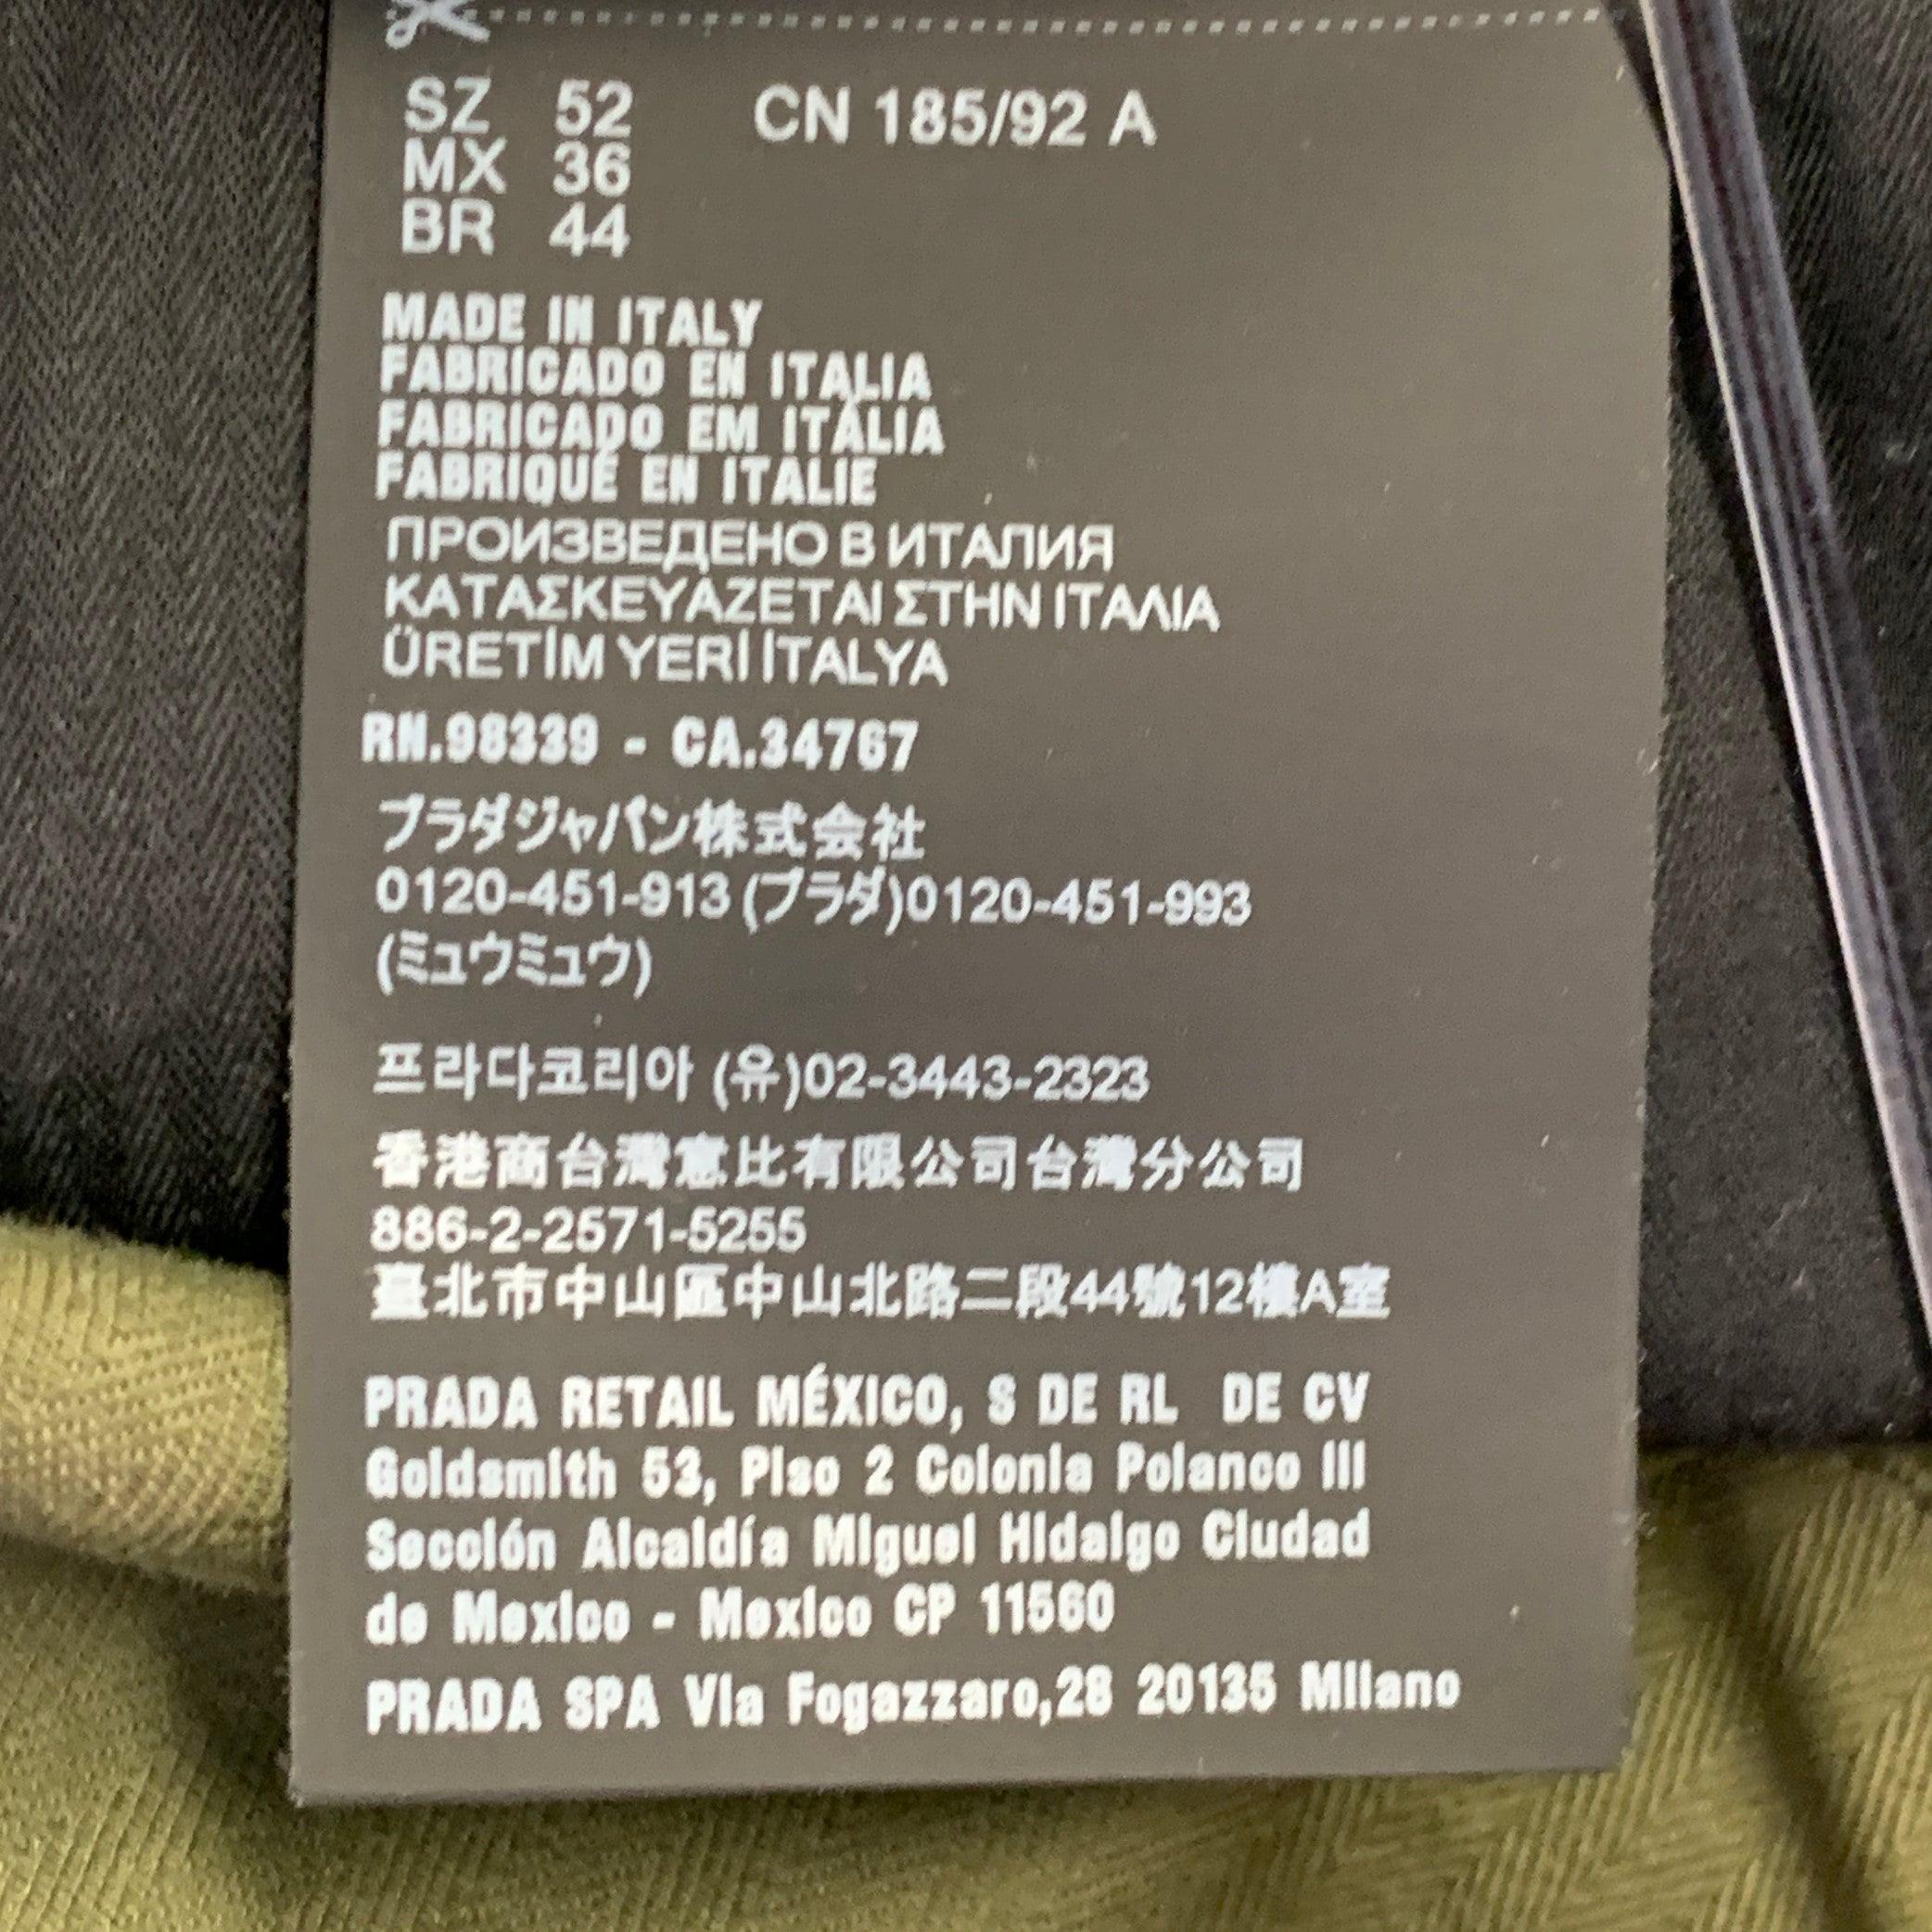 SZ 52 CN 185/92 A
MX 36
BR 44
MADE IN ITALY
FABRICADO EN ITALIA
FABRICADO EM ITÁLIA
FABRIQUÉ EN ITALIE
ПРОИЗВЕДЕНО В ИТАЛИЯ
ΚΑΤΑΣΚΕΥΆΖΕΤΑΙ ΣΤΗΝ ΙΤΑΛΙΑ
ÜRETİM YERİ İTALYA
RN.98339 - CA.34767
プラダジャパン株式会社
0120-451-913 (プラダ)0120-451-993
(ミュウミュウ)
프라다코리아 (유)02-3443-2323
香港商台灣惠比有限公司台灣分公司
886-2-2571-5255
臺北市中山區中山北路二段44號12樓A室
PRADA RETAIL MÉXICO, S DE RL DE CV
Goldsmith 53, Piso 2 Colonia Polanco III
Sección Alcaldía Miguel Hidalgo Ciudad
de Mexico - Mexico CP 11560
PRADA SPA Via Fogazzaro,28 20135 Milano